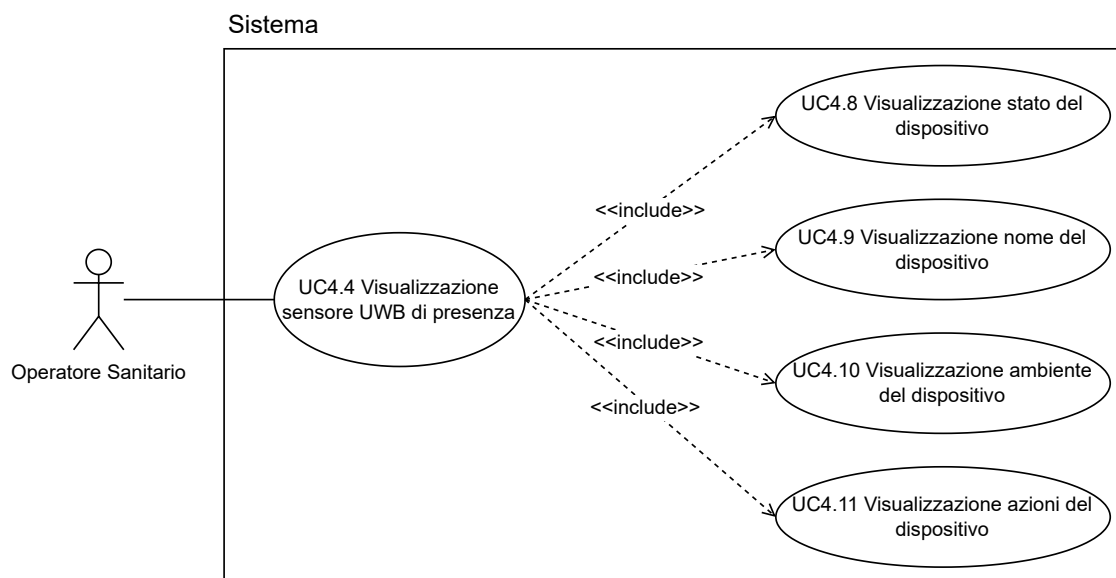 Sistema
UC4.8 Visualizzazione stato del
dispositivo
<<include>>
UC4.9 Visualizzazione nome del
dispositivo
<<include>>
UC4.4 Visualizzazione
sensore UWB di presenza
<<include>>
Operatore Sanitario
UC4.10 Visualizzazione ambiente
del dispositivo
<<include>>
UC4.11 Visualizzazione azioni del
dispositivo